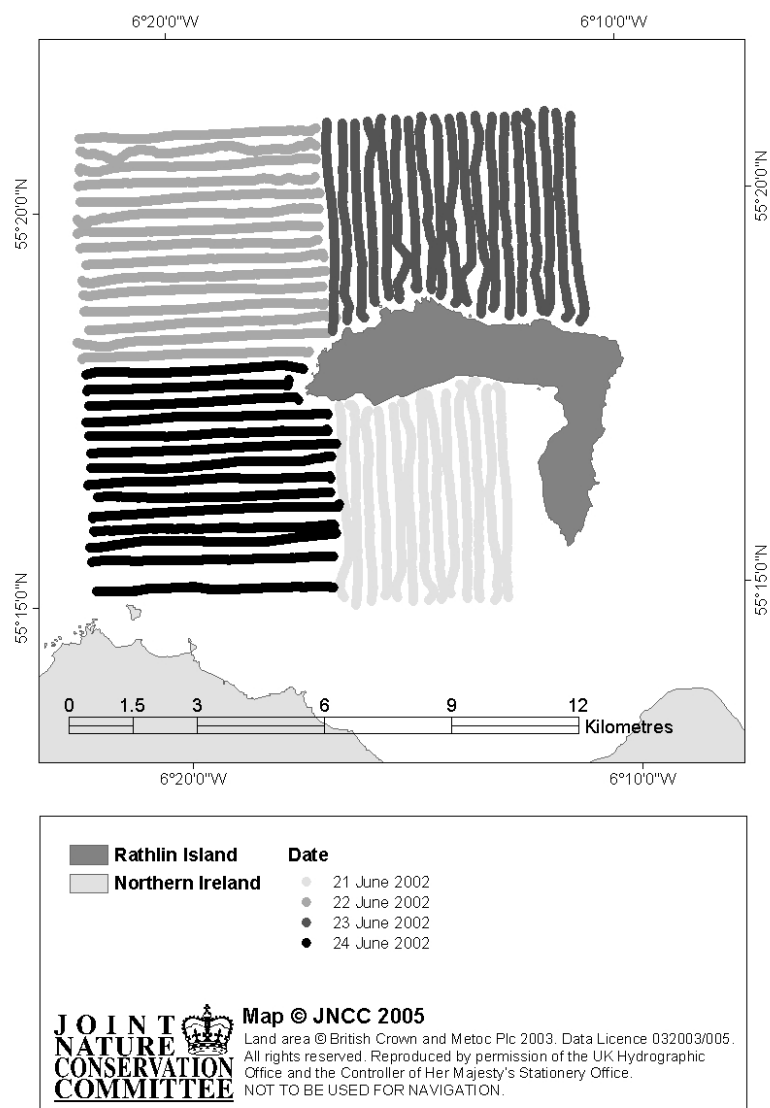 6°20'0"W 6°10'0"W
55°20'0"N 55°20'0"N
55°15'0"N 55°15'0"N
0 1.5 3 6 9 12
Kilometres
6°20'0"W 6°10'0"W
Rathlin Island
Northern Ireland
Date
21 June 2002
22 June 2002
23 June 2002
24 June 2002
JOINT
NATURE
CONSERVATION
COMMITTEE
Map © JNCC 2005
Land area © British Crown and Metoc Plc 2003. Data Licence 032003/005.
All rights reserved. Reproduced by permission of the UK Hydrographic
Office and the Controller of Her Majesty's Stationery Office.
NOT TO BE USED FOR NAVIGATION.